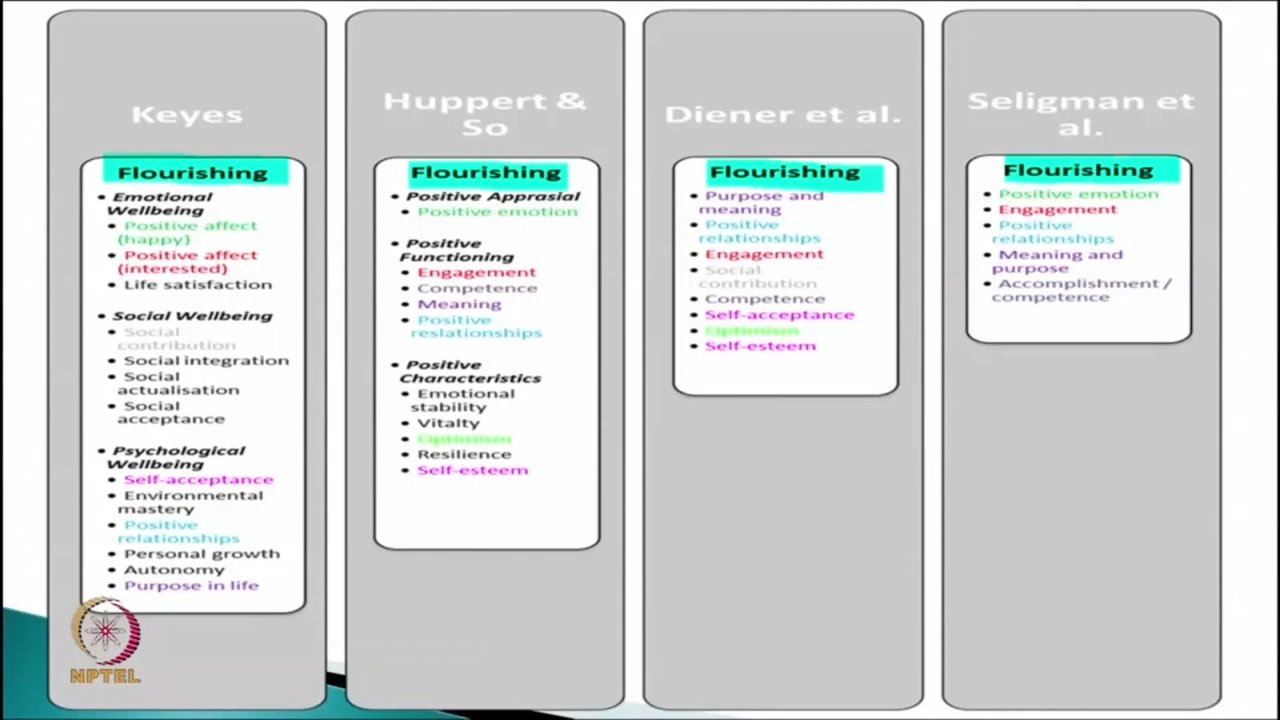 Keyes
Flourishing
• Emotional
Wellbeing
• Positive affect
(happy)
• Positive affect
(interested)
• Life satisfaction
• Social Wellbeing
• Social
contribution
• Social integration
• Social
actualisation
• Social
acceptance
• Psychological
Wellbeing
• Self-acceptance
• Environmental
mastery
• Positive
relationships
• Personal growth
• Autonomy
• Purpose in life
Huppert &
So
Flourishing
• Positive Apprasial
• Positive emotion
• Positive
Functioning
• Engagement
• Competence
• Meaning
• Positive
reslationships
• Positive
Characteristics
• Emotional
stability
• Vitalty
• Optimism
• Resilience
• Self-esteem
Diener et al.
Flourishing
• Purpose and
meaning
• Positive
relationships
• Engagement
• Social
contribution
• Competence
• Self-acceptance
• Optimism
• Self-esteem
Seligman et
al.
Flourishing
• Positive emotion
• Engagement
• Positive
relationships
• Meaning and
purpose
• Accomplishment /
competence
NPTEL